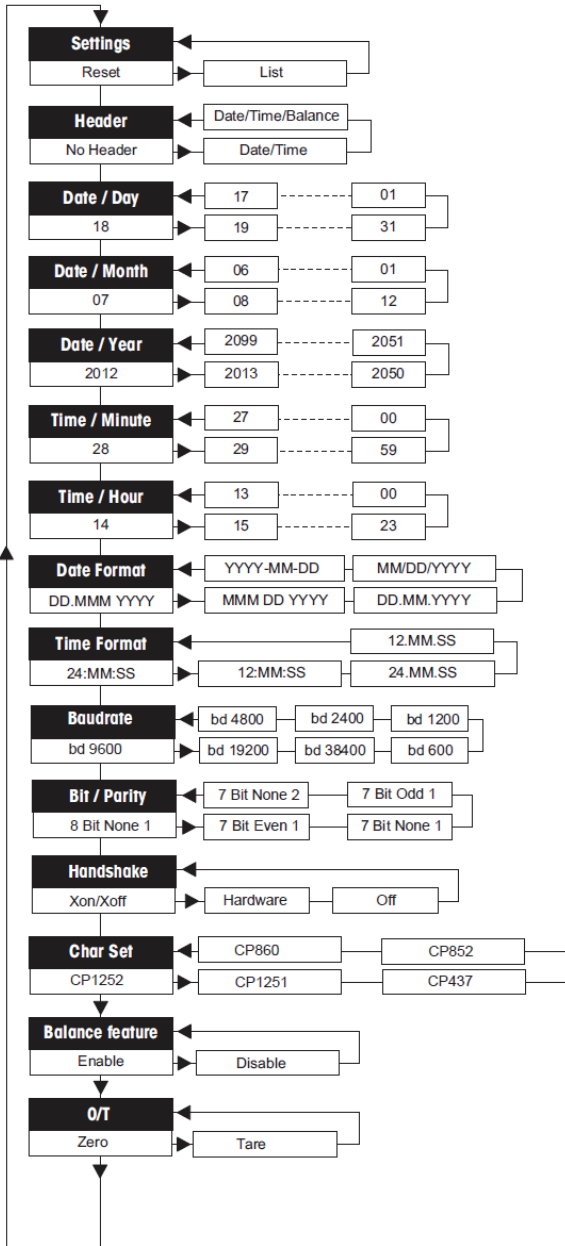 Settings
Reset List
Header Date/Time/Balance
No Header Date/Time
Date / Day 17 01
18 19 31
Date / Month 06 01
07 08 12
Date / Year 2099 2051
2012 2013 2050
Time / Minute 27 00
28 29 59
Time / Hour 13 00
14 15 23
Date Format YYYY-MM-DD MM/DD/YYYY
DD.MMM YYYY MMM DD YYYY DD.MM.YYYY
Time Format 12.MM.SS
24:MM:SS 12:MM:SS 24.MM.SS
Baudrate bd 4800 bd 2400 bd 1200
bd 9600 bd 19200 bd 38400 bd 600
Bit / Parity 7 Bit None 2 7 Bit Odd 1
8 Bit None 1 7 Bit Even 1 7 Bit None 1
Handshake
Xon/Xoff Hardware Off
Char Set CP860 CP852
CP1252 CP1251 CP437
Balance feature
Enable Disable
O/T
Zero Tare